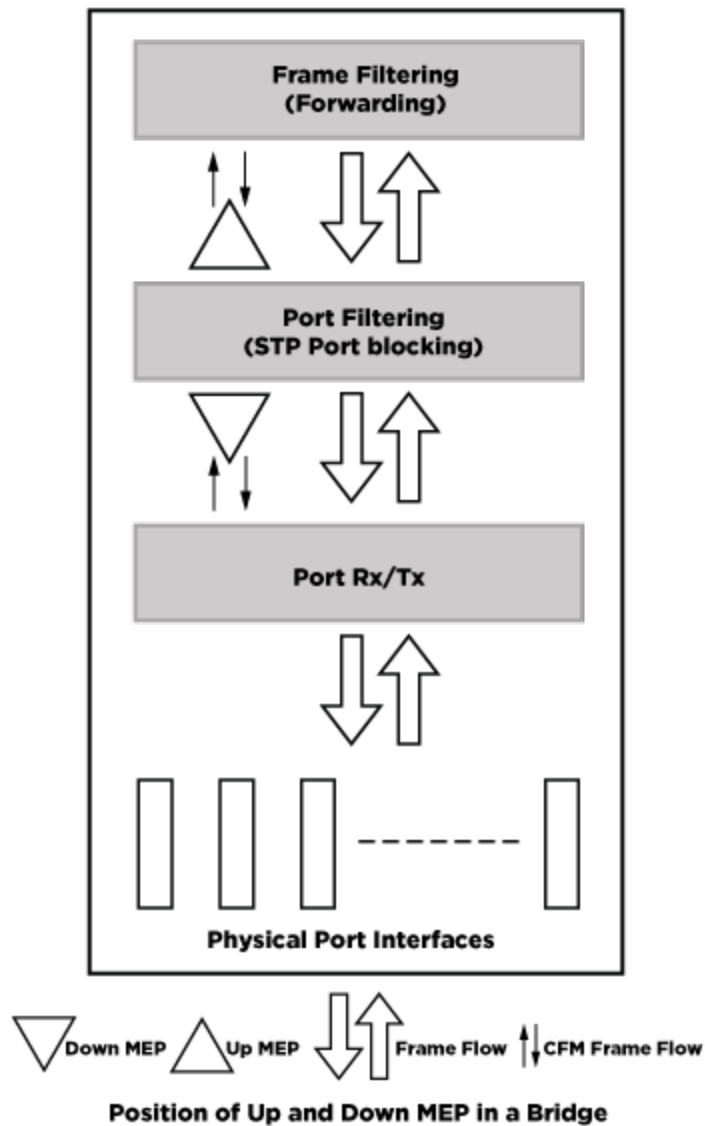 Frame Filtering
(Forwarding)
Port Filtering
(STP Port blocking)
Port Rx/Tx
Physical Port Interfaces
Down MEP Up MEP Frame Flow CFM Frame Flow
Position of Up and Down MEP in a Bridge